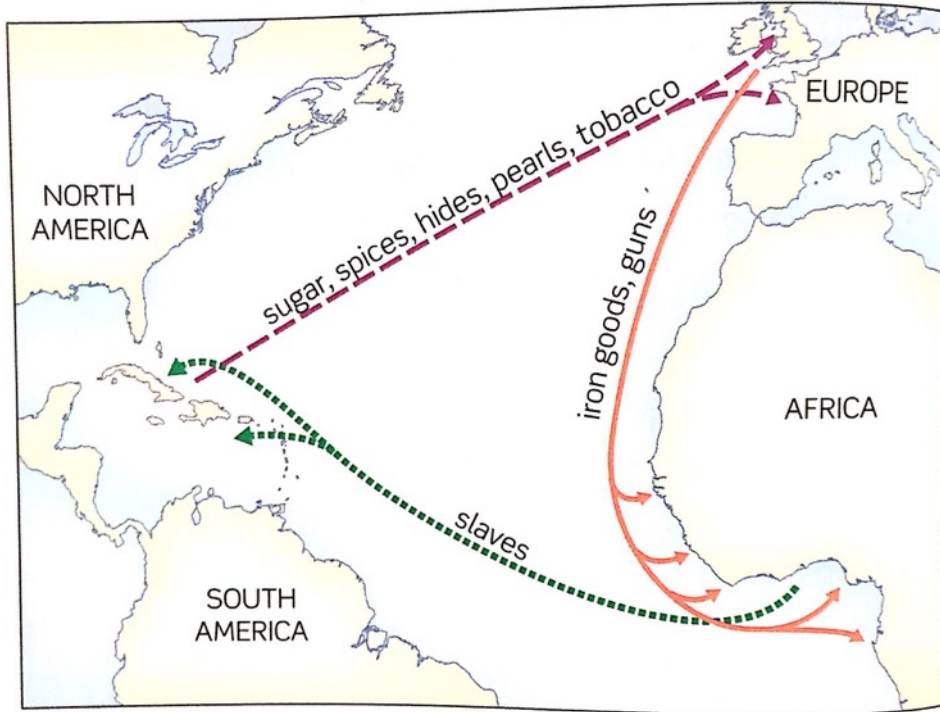 EUROPE
NORTH
AMERICA
sugar, spices, hides, pearls, tobacco
iron goods, guns
AFRICA
slaves
SOUTH
AMERICA